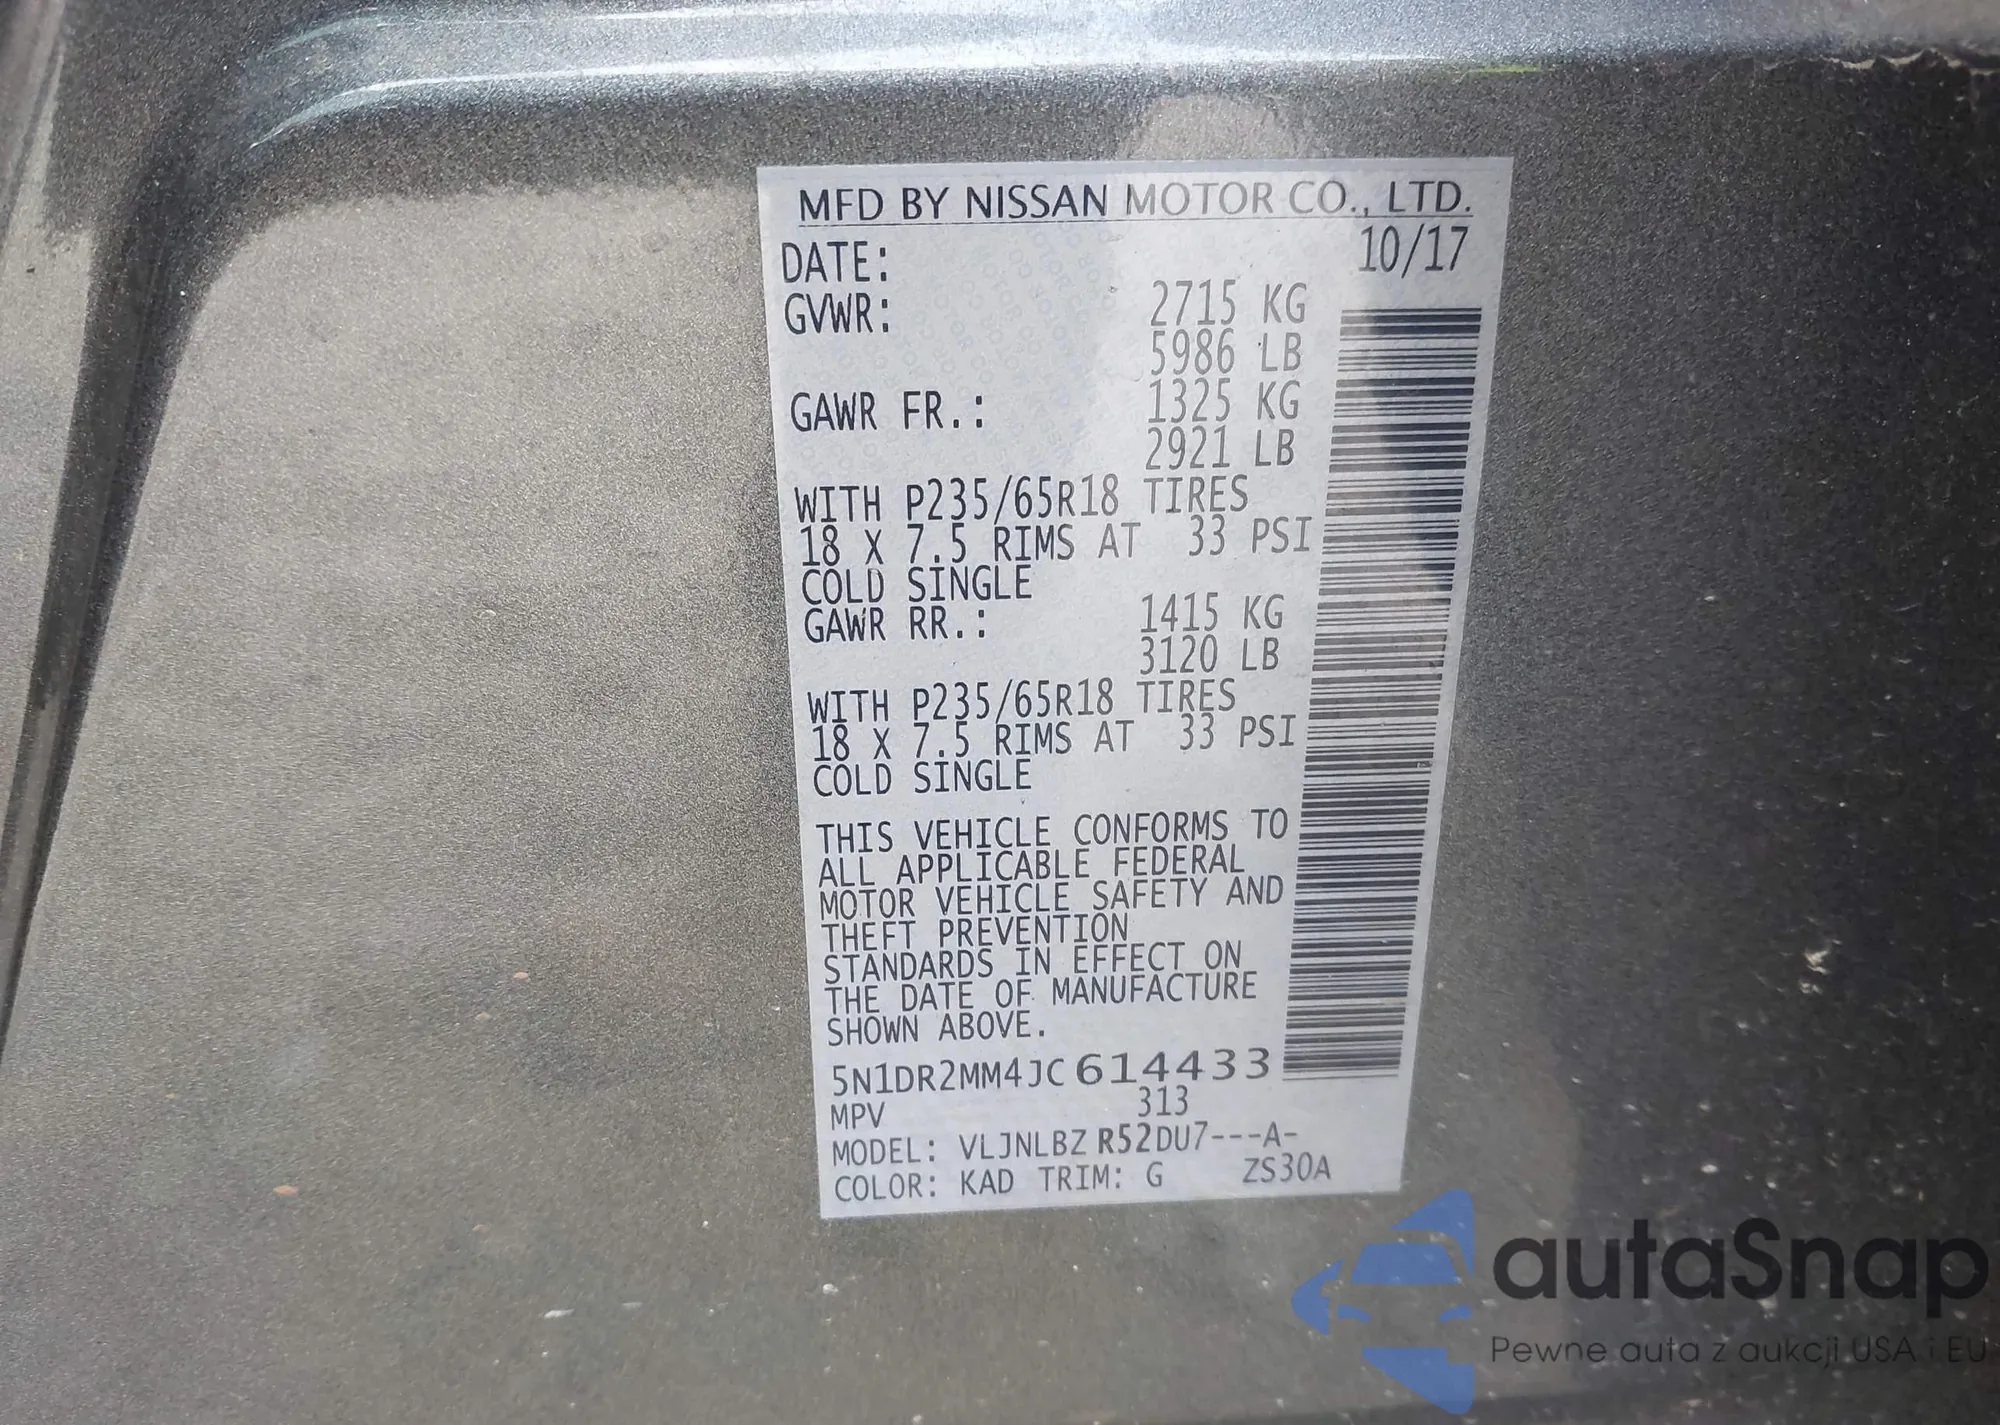 MFD BY NISSAN MOTOR CO., LTD.
DATE: 10/17
GVWR: 2715 KG
5986 LB
GAWR FR.: 1325 KG
2921 LB
WITH P235/65R18 TIRES
18 X 7.5 RIMS AT 33 PSI
COLD SINGLE
GAWR RR.: 1415 KG
3120 LB
WITH P235/65R18 TIRES
18 X 7.5 RIMS AT 33 PSI
COLD SINGLE
THIS VEHICLE CONFORMS TO
ALL APPLICABLE FEDERAL
MOTOR VEHICLE SAFETY AND
THEFT PREVENTION
STANDARDS IN EFFECT ON
THE DATE OF MANUFACTURE
SHOWN ABOVE.
5N1DR2MM4JC614433
MPV 313
MODEL: VLJNLBZ R52DU7---A-
COLOR: KAD TRIM: G ZS30A
autaSnap
Pewne auta z aukcji USA i EU